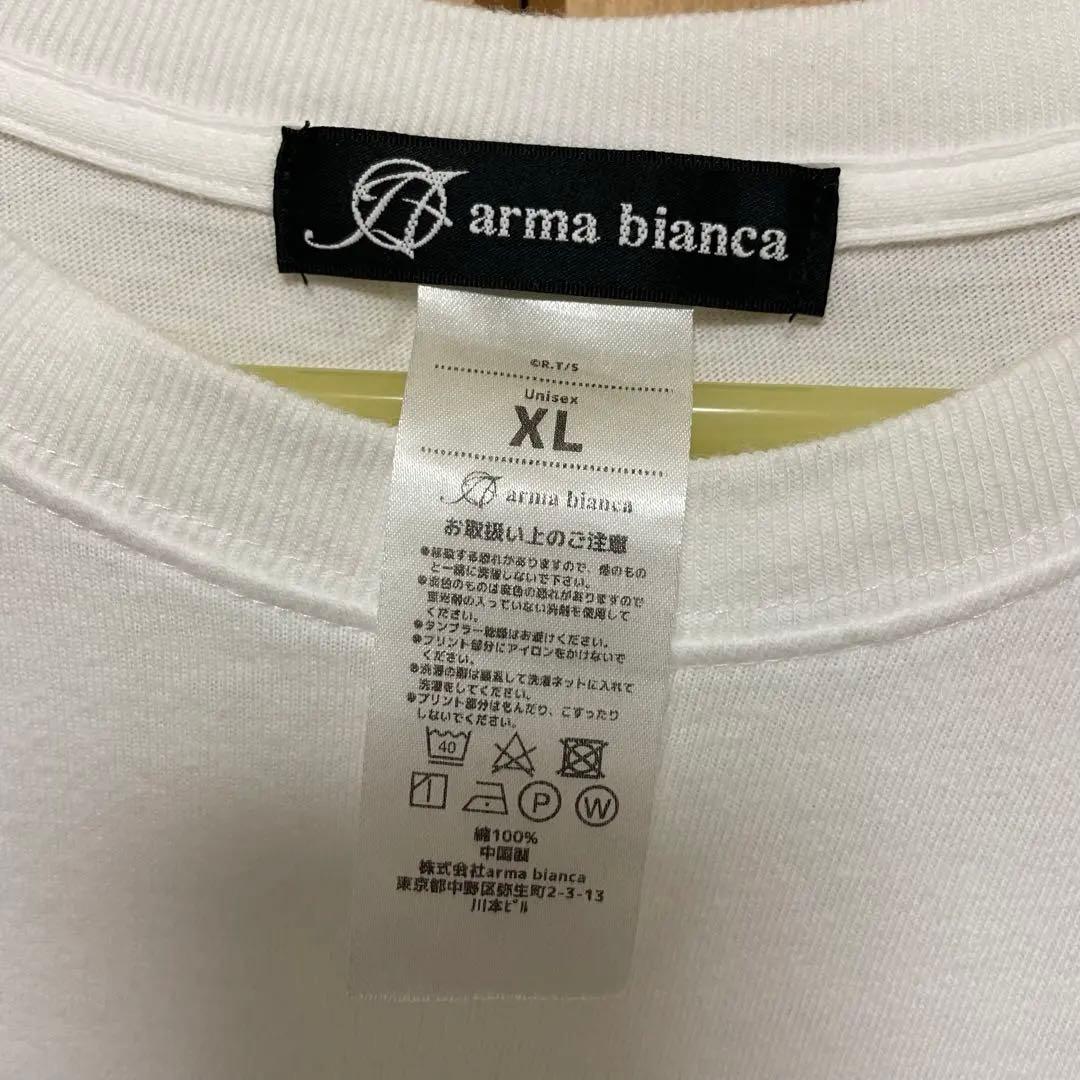 arma bianca
©R.T/S
Unisex
XL
arma bianca
お取扱い上のご注意
●移染する恐れがありますので、他のもの
と一緒に洗濯しないで下さい。
●淡色のものは変色の恐れがありますので
蛍光剤の入っていない洗剤を使用して
ください。
●タンブラー乾燥はお避けください。
●プリント部分にアイロンをかけないで
ください。
●洗濯の際は裏返して洗濯ネットに入れて
洗濯をしてください。
●プリント部分はもんだり、こすったり
しないでください。
40
P
W
綿100%
中国製
株式会社arma bianca
東京都中野区弥生町2-3-13
川本ビル